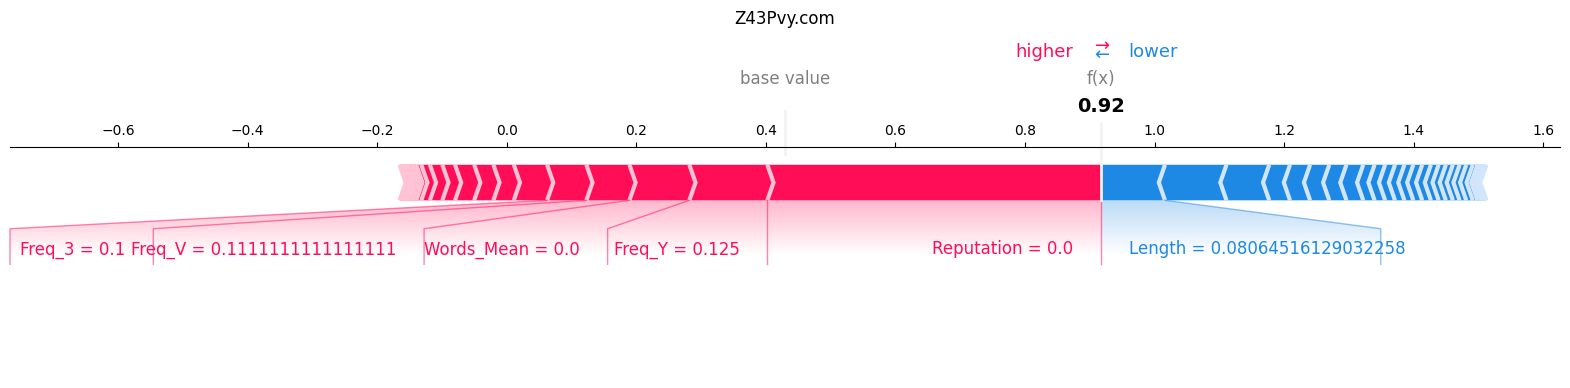 Z43Pvy.com
higher ⇄ lower
base value f(x)
0.92
−0.6 −0.4 −0.2 0.0 0.2 0.4 0.6 0.8 1.0 1.2 1.4 1.6
Freq_3 = 0.1 Freq_V = 0.1111111111111111 Words_Mean = 0.0 Freq_Y = 0.125 Reputation = 0.0 Length = 0.08064516129032258